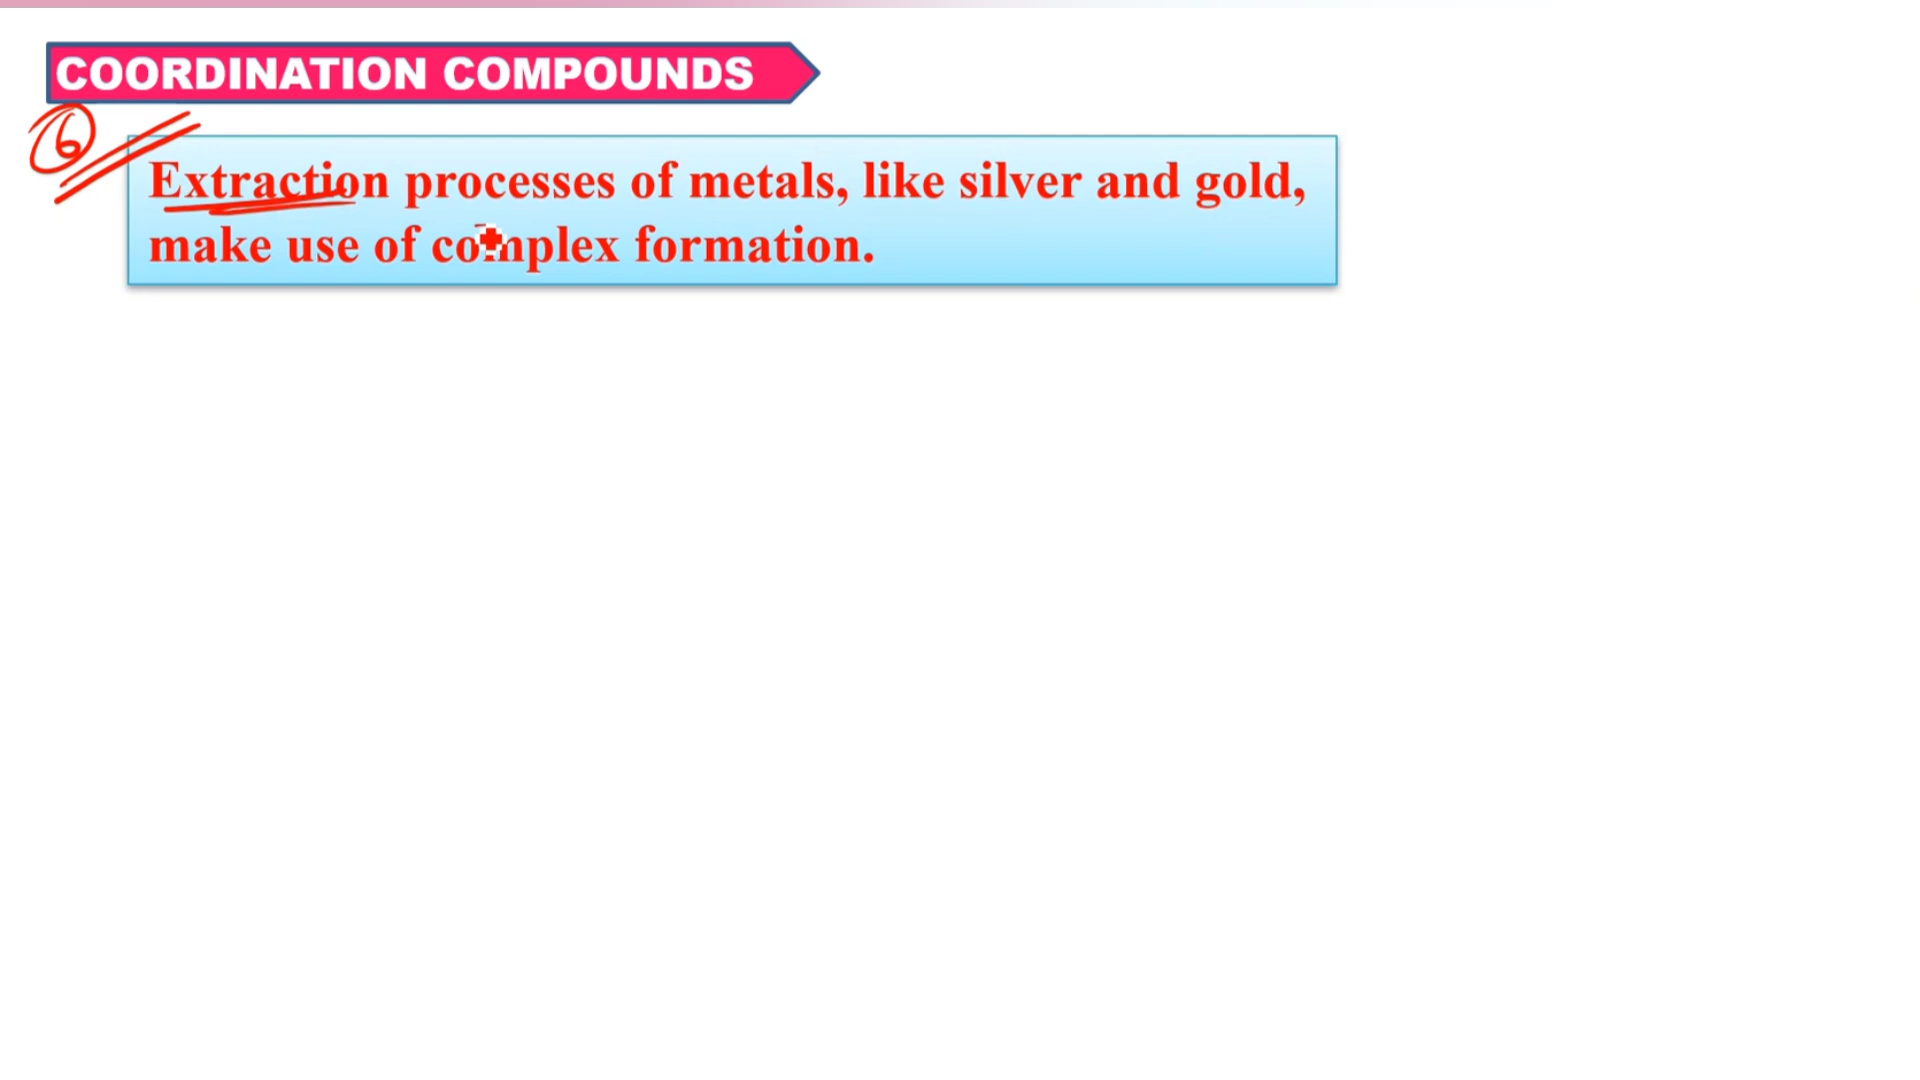 COORDINATION COMPOUNDS
6
Extraction processes of metals, like silver and gold,
make use of complex formation.